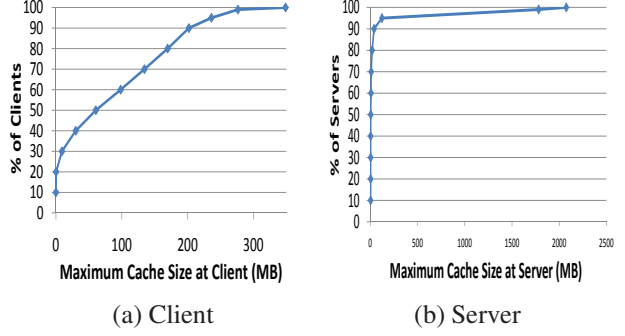 100
90
80
70
60
50
40
30
20
10
0
% of Clients
0 100 200 300
Maximum Cache Size at Client (MB)
(a) Client
100
90
80
70
60
50
40
30
20
10
0
% of Servers
0 500 1000 1500 2000 2500
Maximum Cache Size at Server (MB)
(b) Server